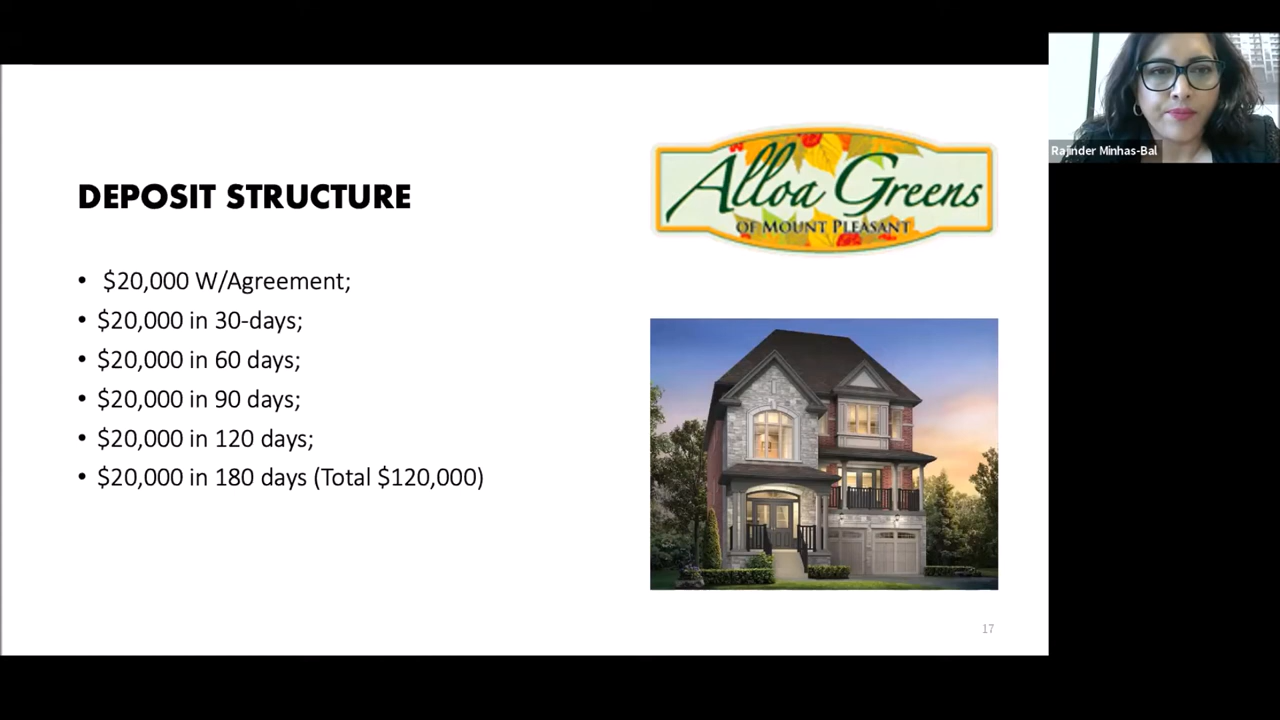 DEPOSIT STRUCTURE
• $20,000 W/Agreement;
• $20,000 in 30-days;
• $20,000 in 60 days;
• $20,000 in 90 days;
• $20,000 in 120 days;
• $20,000 in 180 days (Total $120,000)
Alloa Greens
OF MOUNT PLEASANT
17
Rajinder Minhas-Bal